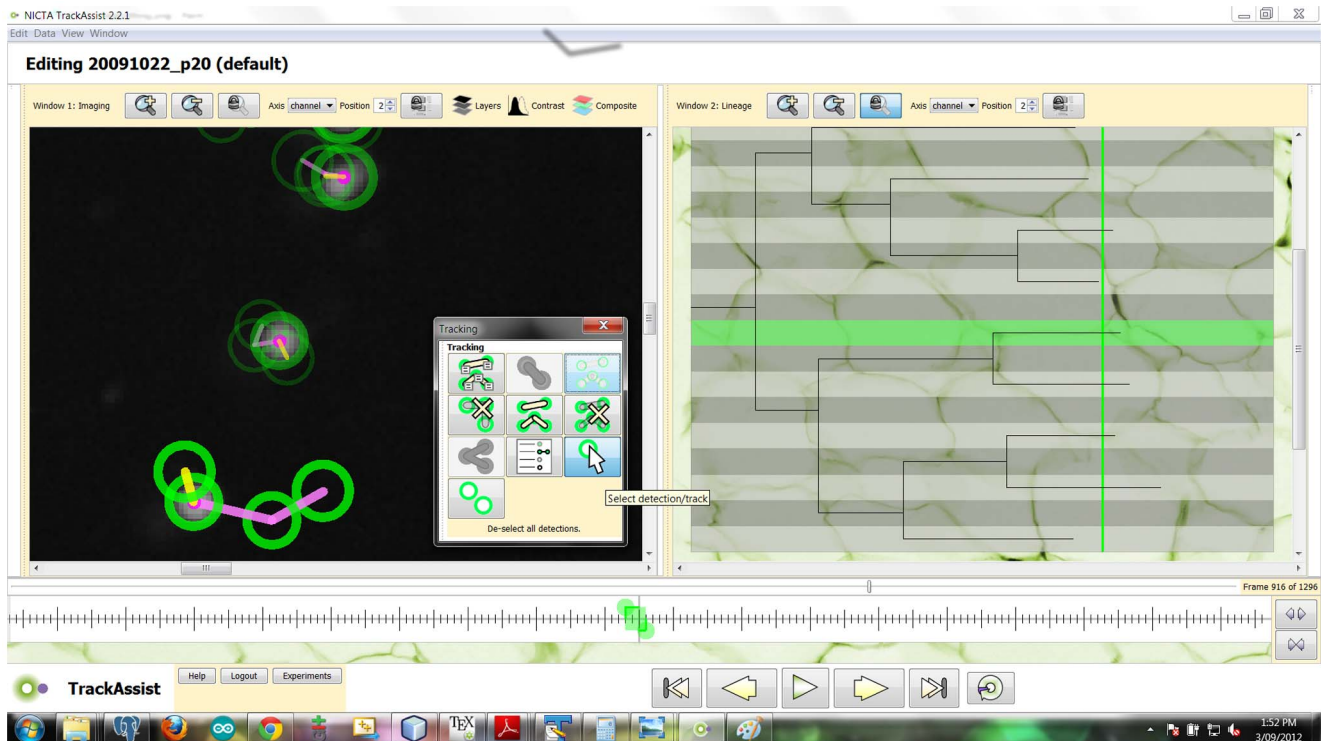 NICTA TrackAssist 2.2.1
Edit Data View Window
Editing 20091022_p20 (default)
Window 1: Imaging Axis channel Position 2 Layers Contrast Composite
Window 2: Lineage Axis channel Position 2
Tracking
Tracking
Select detection/track
De-select all detections.
Frame 916 of 1296
TrackAssist
Help Logout Experiments
TEX
1:52 PM
3/09/2012